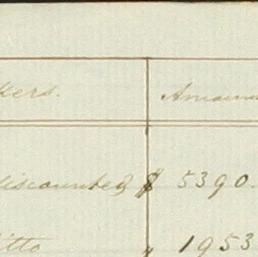 kers. Amoun
discounted $ 5390.
itto " 1953